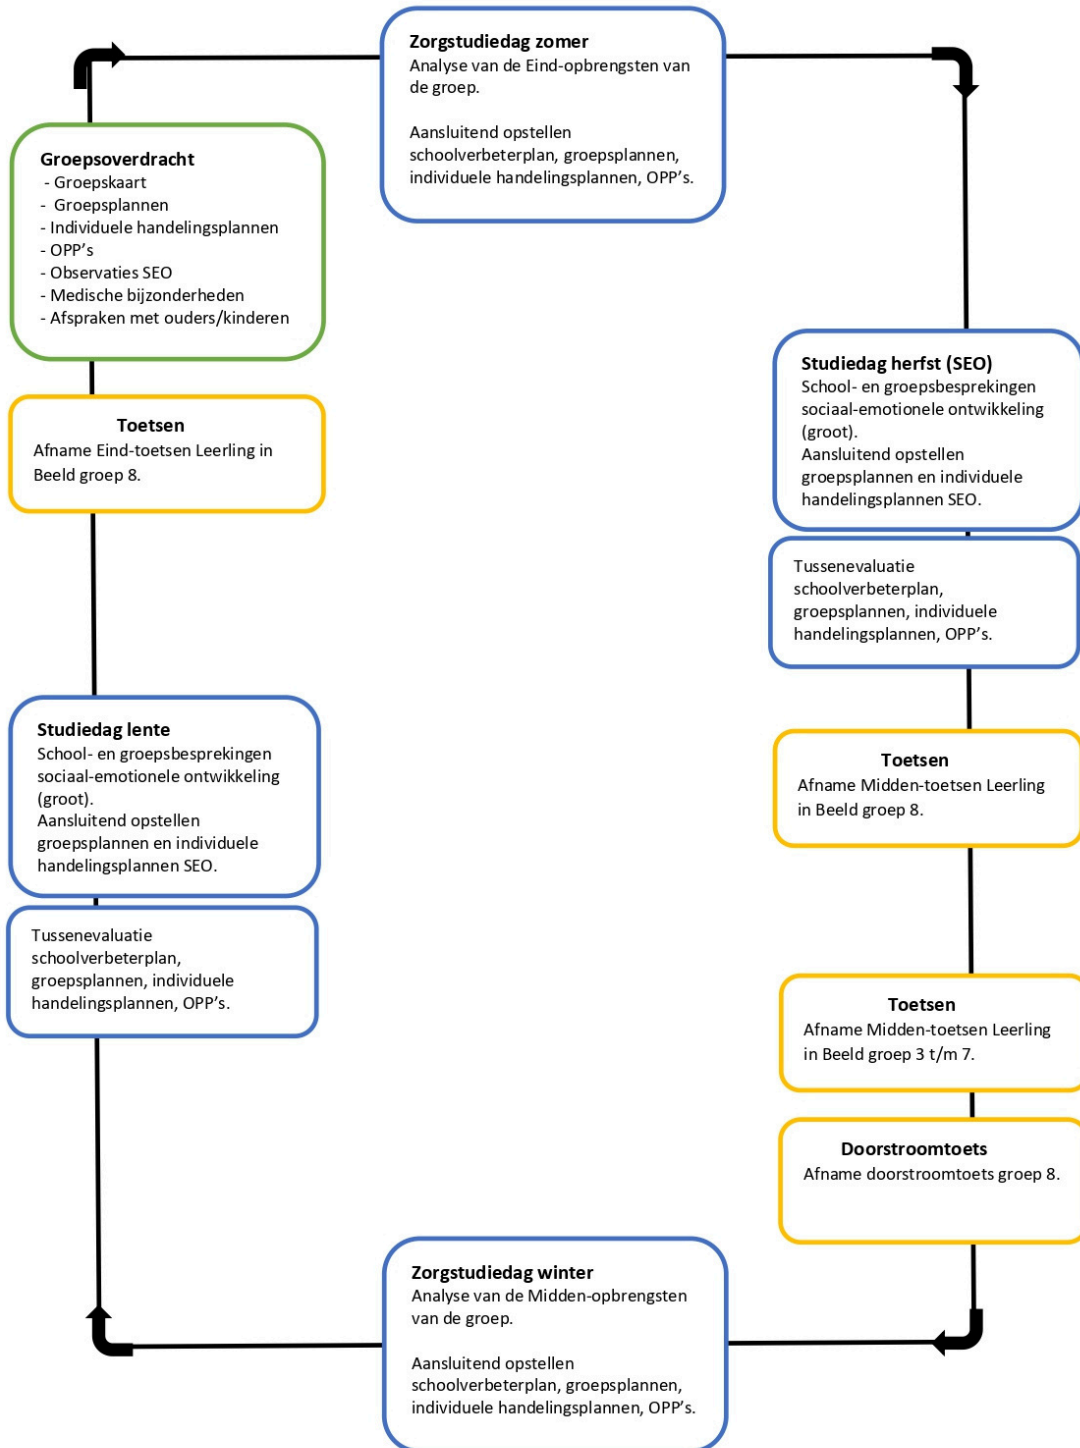 Zorgstudiedag zomer
Analyse van de Eind-opbrengsten van
de groep.
Aansluitend opstellen
schoolverbeterplan, groepsplannen,
individuele handelingsplannen, OPP's.
Groepsoverdracht
- Groepskaart
- Groepsplannen
- Individuele handelingsplannen
- OPP's
- Observaties SEO
- Medische bijzonderheden
- Afspraken met ouders/kinderen
Toetsen
Afname Eind-toetsen Leerling in
Beeld groep 8.
Studiedag lente
School- en groepsbesprekingen
sociaal-emotionele ontwikkeling
(groot).
Aansluitend opstellen
groepsplannen en individuele
handelingsplannen SEO.
Tussenevaluatie
schoolverbeterplan,
groepsplannen, individuele
handelingsplannen, OPP's.
Studiedag herfst (SEO)
School- en groepsbesprekingen
sociaal-emotionele ontwikkeling
(groot).
Aansluitend opstellen
groepsplannen en individuele
handelingsplannen SEO.
Tussenevaluatie
schoolverbeterplan,
groepsplannen, individuele
handelingsplannen, OPP's.
Toetsen
Afname Midden-toetsen Leerling
in Beeld groep 8.
Toetsen
Afname Midden-toetsen Leerling
in Beeld groep 3 t/m 7.
Doorstroomtoets
Afname doorstroomtoets groep 8.
Zorgstudiedag winter
Analyse van de Midden-opbrengsten
van de groep.
Aansluitend opstellen
schoolverbeterplan, groepsplannen,
individuele handelingsplannen, OPP's.